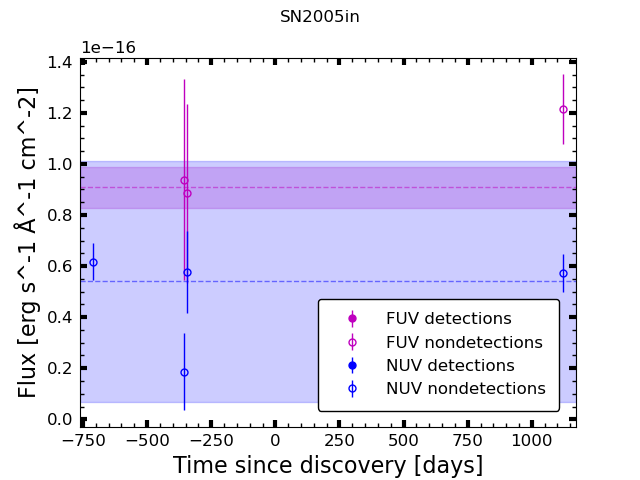 SN2005in
1e−16
1.4
1.2
1.0
0.8
0.6
0.4
0.2
0.0
Flux [erg s^-1 Å^-1 cm^-2]
FUV detections
FUV nondetections
NUV detections
NUV nondetections
−750 −500 −250 0 250 500 750 1000
Time since discovery [days]